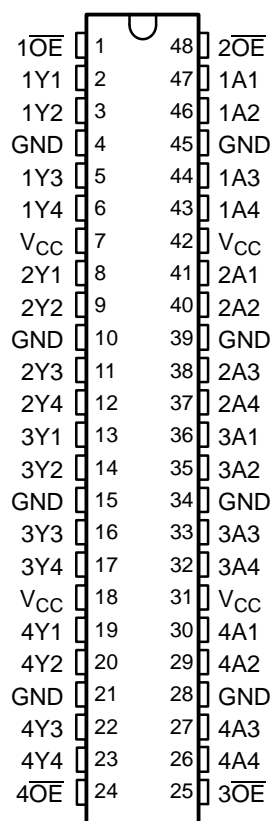 1O̅E̅ 1 48 2O̅E̅
1Y1 2 47 1A1
1Y2 3 46 1A2
GND 4 45 GND
1Y3 5 44 1A3
1Y4 6 43 1A4
VCC 7 42 VCC
2Y1 8 41 2A1
2Y2 9 40 2A2
GND 10 39 GND
2Y3 11 38 2A3
2Y4 12 37 2A4
3Y1 13 36 3A1
3Y2 14 35 3A2
GND 15 34 GND
3Y3 16 33 3A3
3Y4 17 32 3A4
VCC 18 31 VCC
4Y1 19 30 4A1
4Y2 20 29 4A2
GND 21 28 GND
4Y3 22 27 4A3
4Y4 23 26 4A4
4O̅E̅ 24 25 3O̅E̅